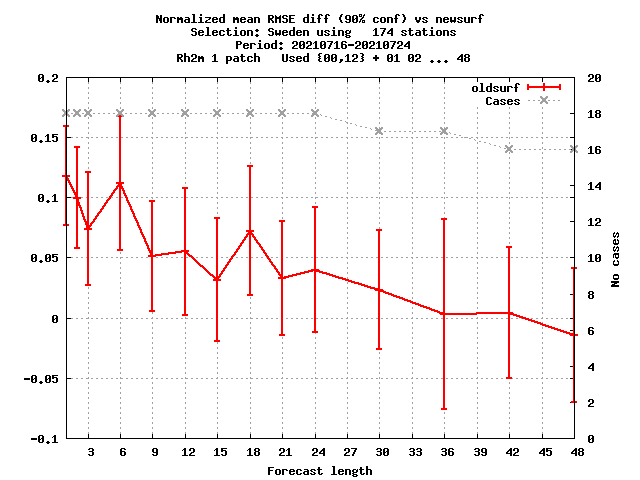 Normalized mean RMSE diff (90% conf) vs newsurf
Selection: Sweden using   174 stations
Period: 20210716-20210724
Rh2m 1 patch   Used {00,12} + 01 02 ... 48
oldsurf
Cases
0.2
0.15
0.1
0.05
0
-0.05
-0.1
20
18
16
14
12
10
8
6
4
2
0
No cases
3 6 9 12 15 18 21 24 27 30 33 36 39 42 45 48
Forecast length